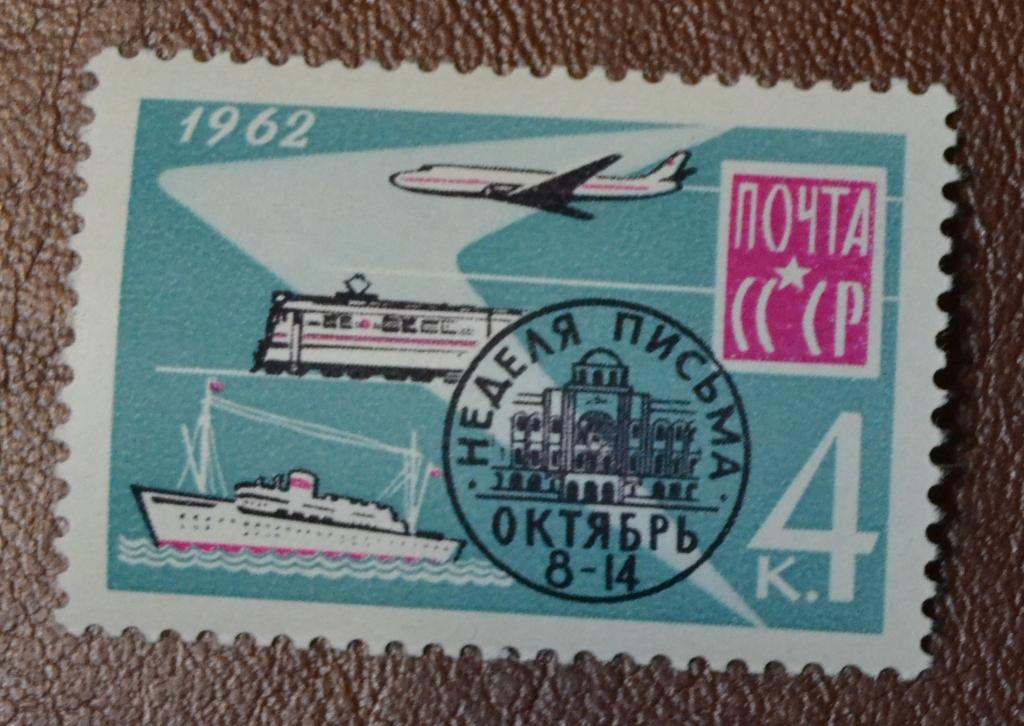 1962
ПОЧТА
СССР
НЕДЕЛЯ ПИСЬМА
ОКТЯБРЬ
8-14
4
к.